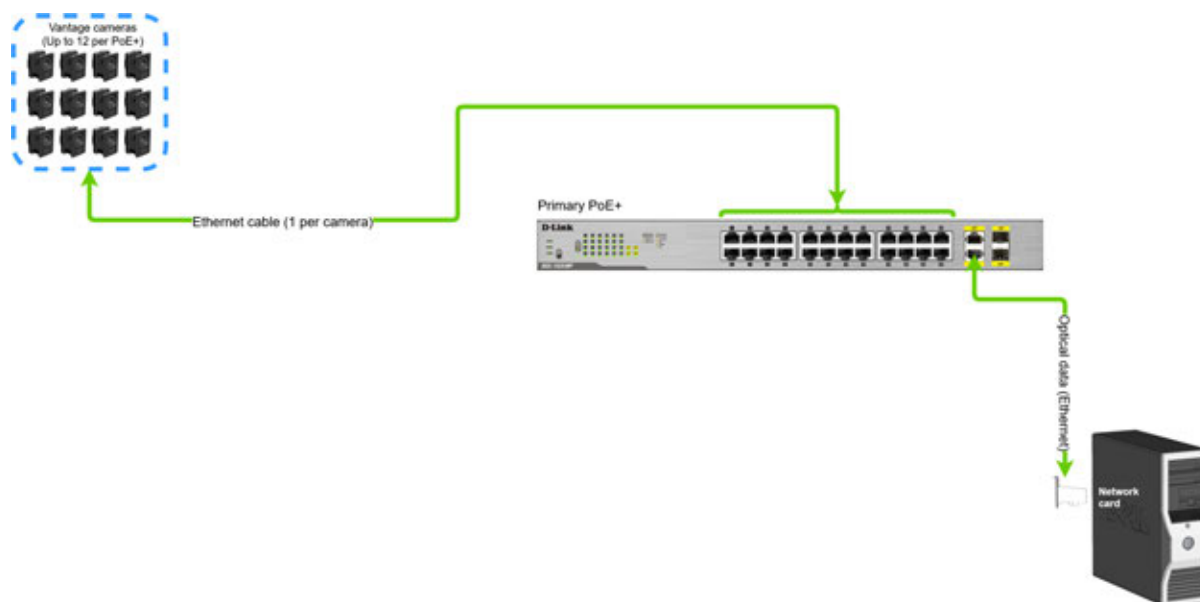 Vantage cameras
(Up to 12 per PoE+)
Ethernet cable (1 per camera)
Primary PoE+
D-Link
Optical data (Ethernet)
Network
card